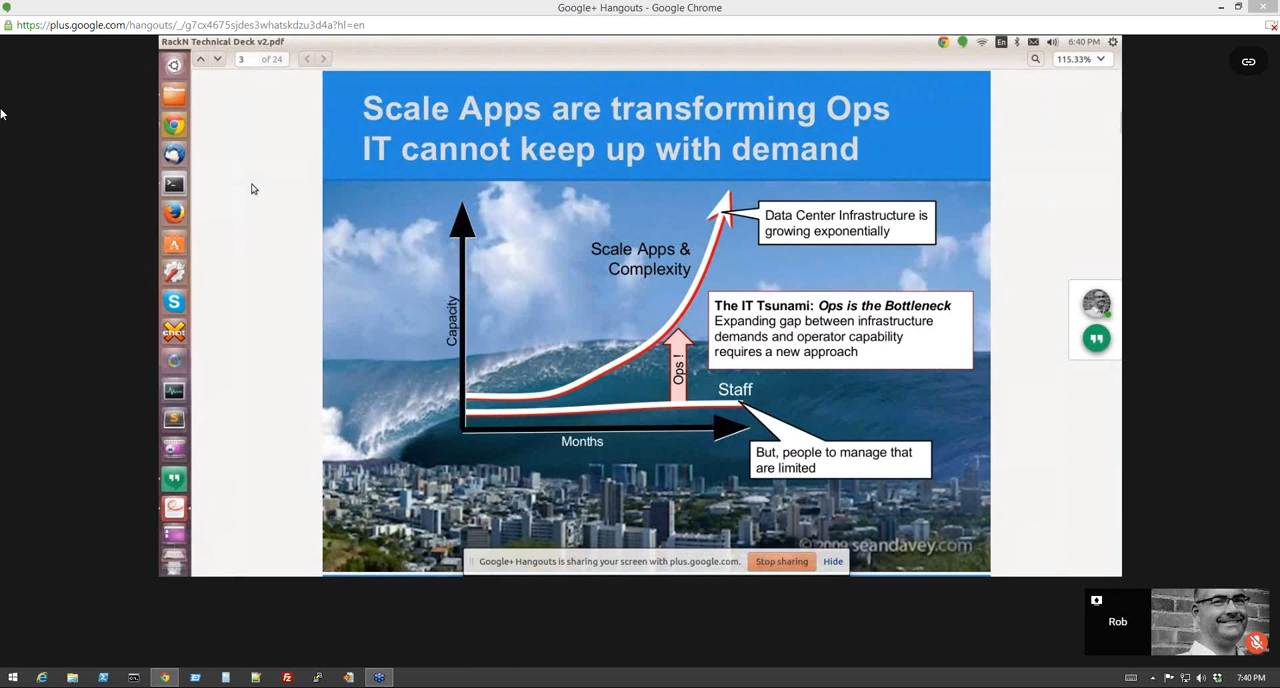 Google+ Hangouts - Google Chrome
https://plus.google.com/hangouts/_/g7cx4675sjdes3whatskdzu3d4a?hl=en
RackN Technical Deck v2.pdf
En
6:40 PM
3
of 24
115.33%
Scale Apps are transforming Ops
IT cannot keep up with demand
Data Center Infrastructure is
growing exponentially
Scale Apps &
Complexity
The IT Tsunami: Ops is the Bottleneck
Expanding gap between infrastructure
demands and operator capability
requires a new approach
Capacity
Ops !
Staff
Months
But, people to manage that
are limited
© 2009 seandavey.com
Google+ Hangouts is sharing your screen with plus.google.com.
Stop sharing
Hide
Rob
7:40 PM